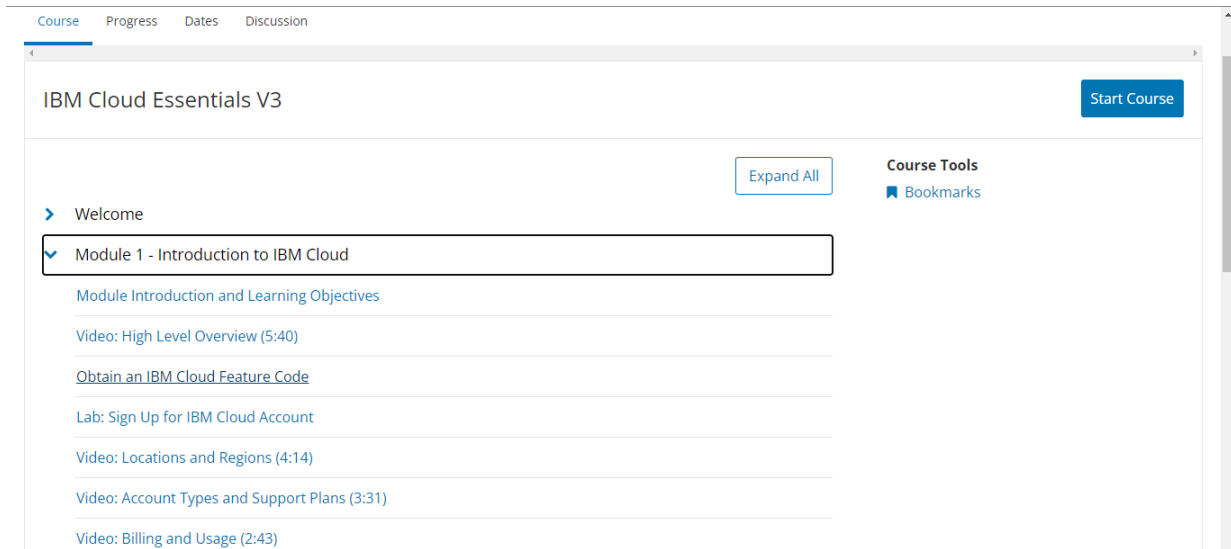 Course Progress Dates Discussion
IBM Cloud Essentials V3
Start Course
Expand All
Course Tools
Bookmarks
Welcome
Module 1 - Introduction to IBM Cloud
Module Introduction and Learning Objectives
Video: High Level Overview (5:40)
Obtain an IBM Cloud Feature Code
Lab: Sign Up for IBM Cloud Account
Video: Locations and Regions (4:14)
Video: Account Types and Support Plans (3:31)
Video: Billing and Usage (2:43)